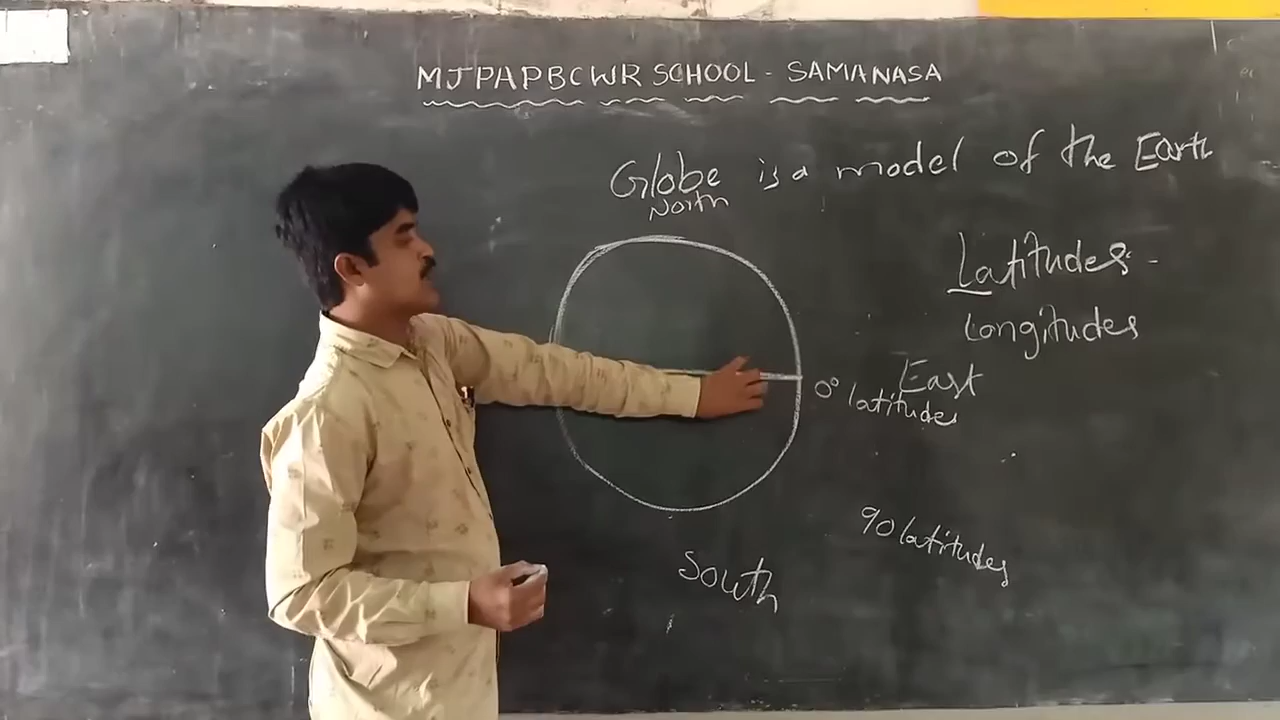 MJPAPBCWR SCHOOL - SAMANASA
Globe is a model of the Earth
North
Latitudes -
Longitudes
East
0° latitudes
90 latitudes
South